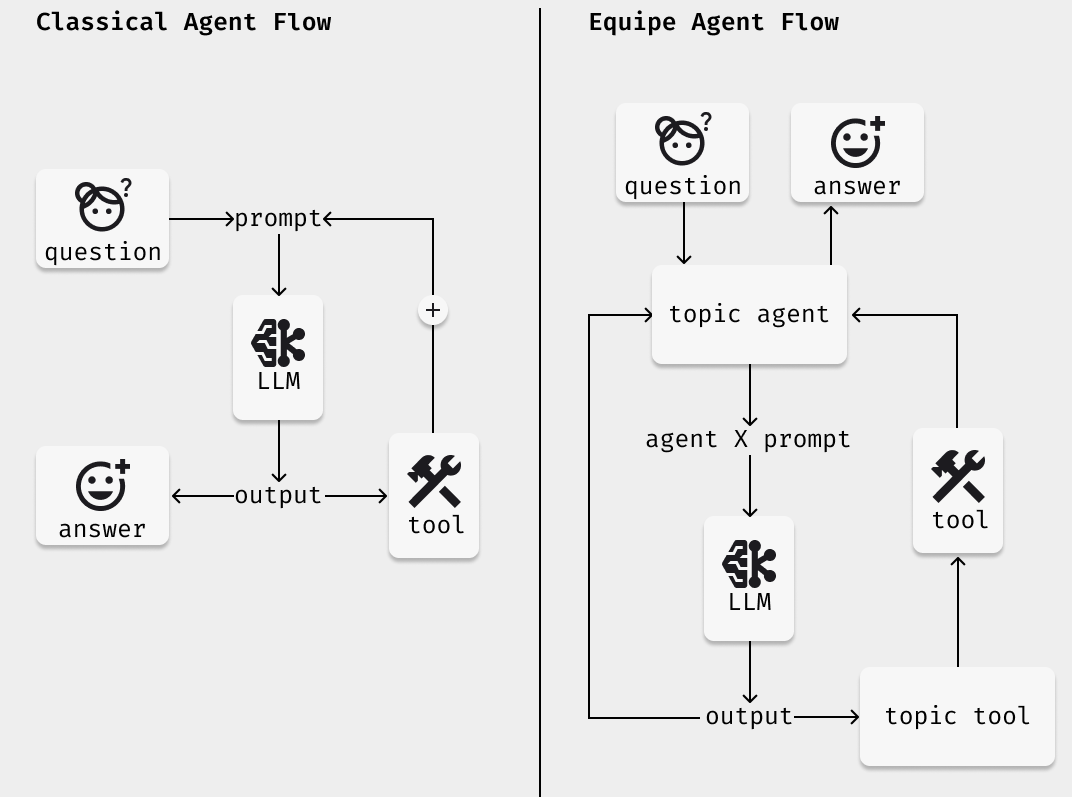 Classical Agent Flow
?
question
prompt
+
LLM
answer
output
tool
Equipe Agent Flow
?
question
answer
topic agent
agent X prompt
tool
LLM
output
topic tool